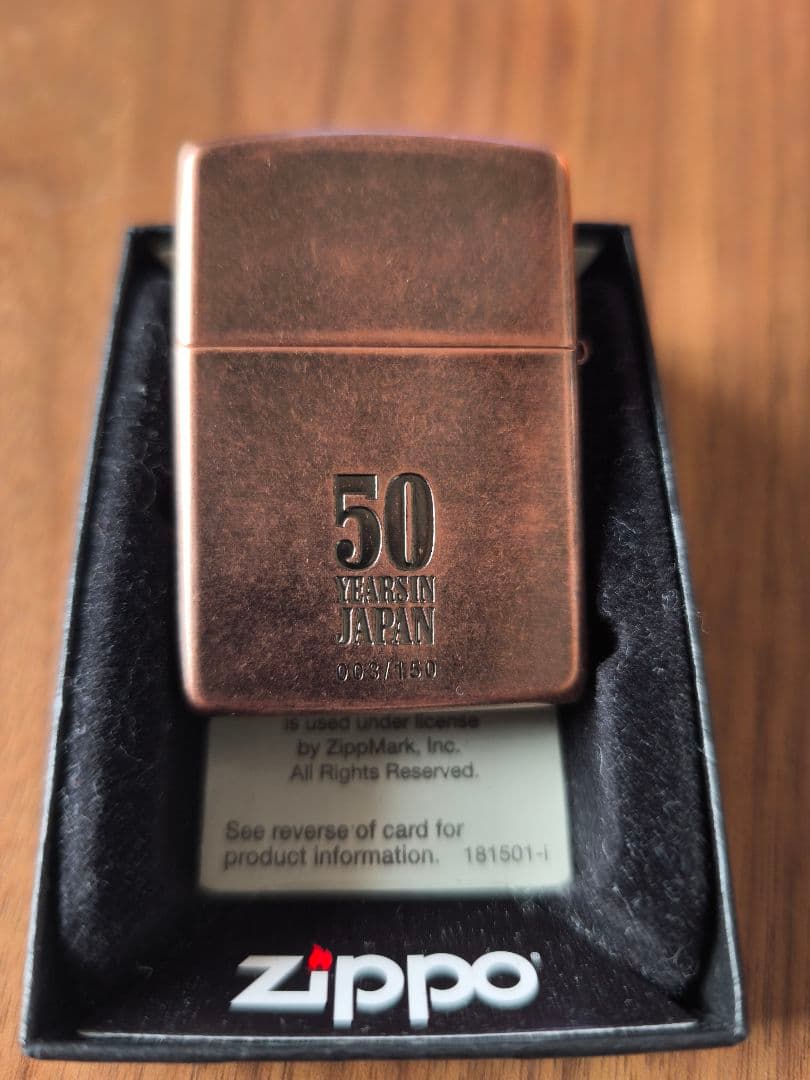 50
YEARS IN
JAPAN
003/150
is used under license
by ZippMark, Inc.
All Rights Reserved.
See reverse of card for
product information. 181501-i
zippo